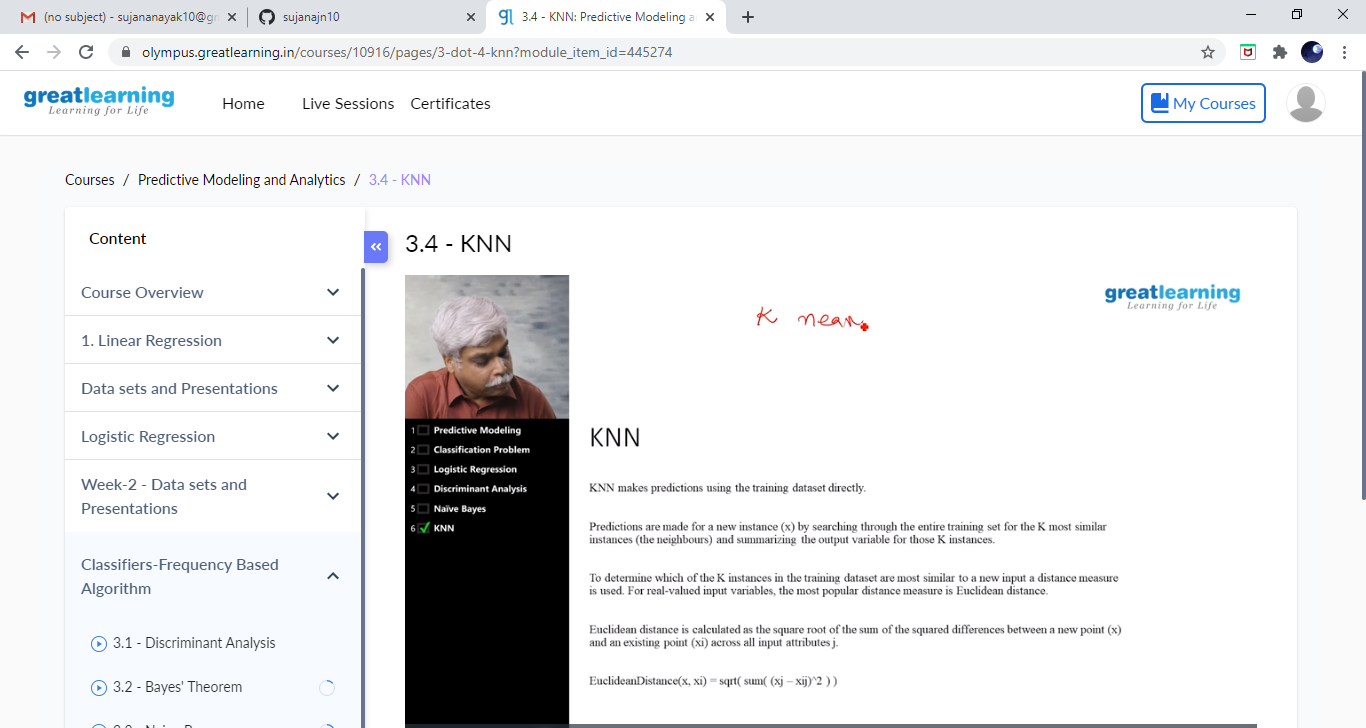 (no subject) - sujananayak10@gr
sujanajn10
3.4 - KNN: Predictive Modeling a
olympus.greatlearning.in/courses/10916/pages/3-dot-4-knn?module_item_id=445274
greatlearning
Learning for Life
Home
Live Sessions
Certificates
My Courses
Courses / Predictive Modeling and Analytics / 3.4 - KNN
Content
«
Course Overview
1. Linear Regression
Data sets and Presentations
Logistic Regression
Week-2 - Data sets and
Presentations
Classifiers-Frequency Based
Algorithm
3.1 - Discriminant Analysis
3.2 - Bayes' Theorem
3.4 - KNN
greatlearning
Learning for Life
K near
1 Predictive Modeling
2 Classification Problem
3 Logistic Regression
4 Discriminant Analysis
5 Naïve Bayes
6 KNN
KNN
KNN makes predictions using the training dataset directly.
Predictions are made for a new instance (x) by searching through the entire training set for the K most similar
instances (the neighbours) and summarizing the output variable for those K instances.
To determine which of the K instances in the training dataset are most similar to a new input a distance measure
is used. For real-valued input variables, the most popular distance measure is Euclidean distance.
Euclidean distance is calculated as the square root of the sum of the squared differences between a new point (x)
and an existing point (xi) across all input attributes j.
EuclideanDistance(x, xi) = sqrt( sum( (xj – xij)^2 ) )